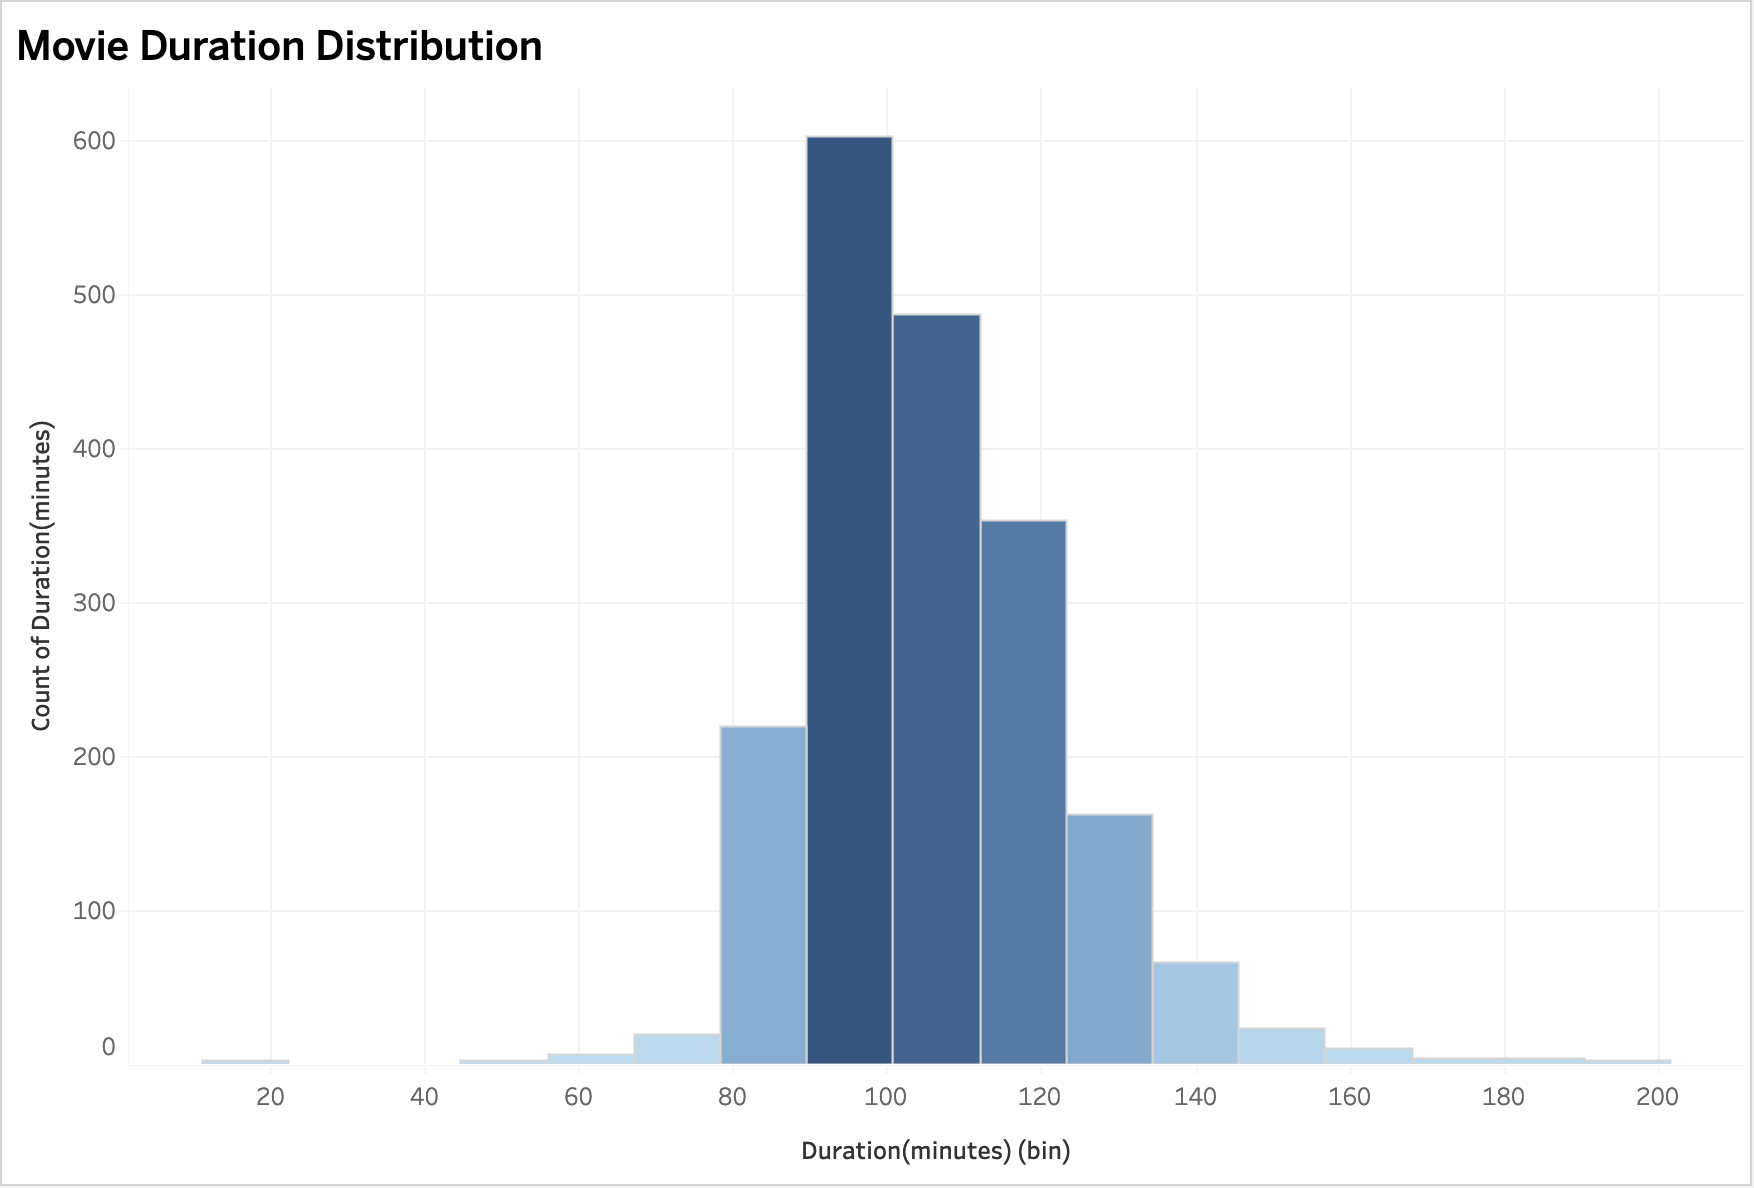 Movie Duration Distribution
600
500
400
300
200
100
0
Count of Duration(minutes)
20 40 60 80 100 120 140 160 180 200
Duration(minutes) (bin)